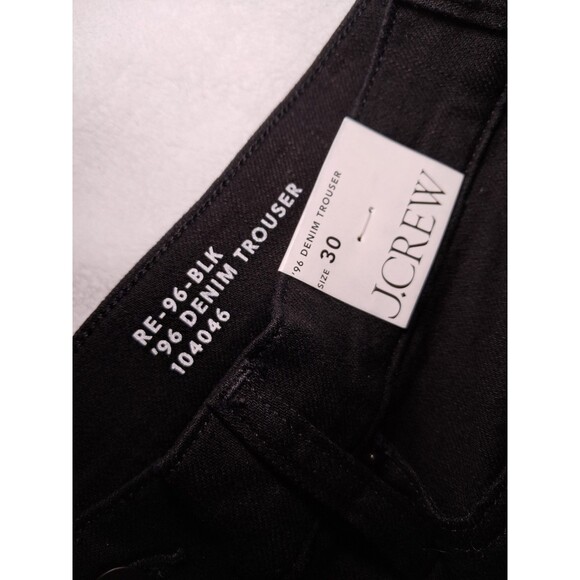 RE-96-BLK
'96 DENIM TROUSER
104046
J.CREW
'96 DENIM TROUSER
SIZE 30